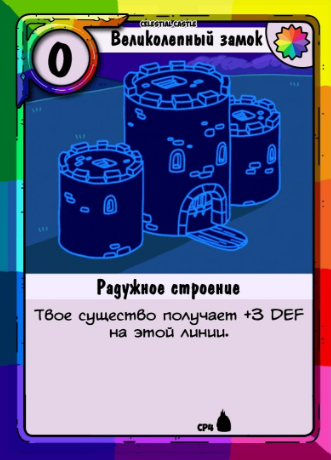 CELESTIAL CASTLE
0
Великолепный замок
Радужное строение
Твое существо получает +3 DEF
на этой линии.
CP4